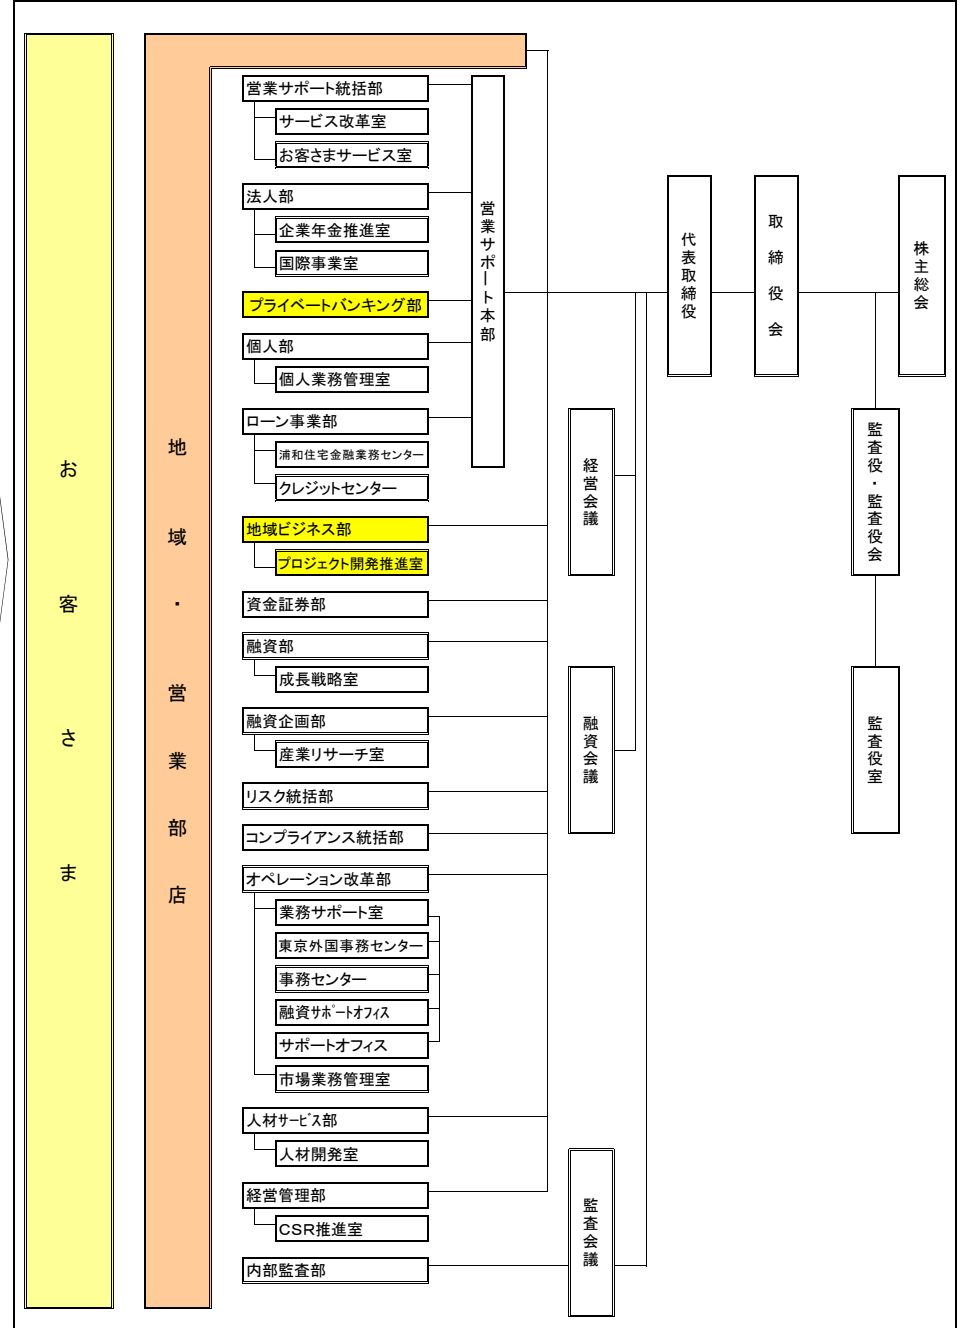 お客さま
地域・営業部店
営業サポート統括部
サービス改革室
お客さまサービス室
法人部
企業年金推進室
国際事業室
プライベートバンキング部
個人部
個人業務管理室
ローン事業部
浦和住宅金融業務センター
クレジットセンター
地域ビジネス部
プロジェクト開発推進室
資金証券部
融資部
成長戦略室
融資企画部
産業リサーチ室
リスク統括部
コンプライアンス統括部
オペレーション改革部
業務サポート室
東京外国事務センター
事務センター
融資ｻﾎﾟｰﾄオフィス
サポートオフィス
市場業務管理室
人材ｻｰﾋﾞｽ部
人材開発室
経営管理部
CSR推進室
内部監査部
営業サポート本部
経営会議
融資会議
監査会議
代表取締役
取締役会
株主総会
監査役・監査役会
監査役室